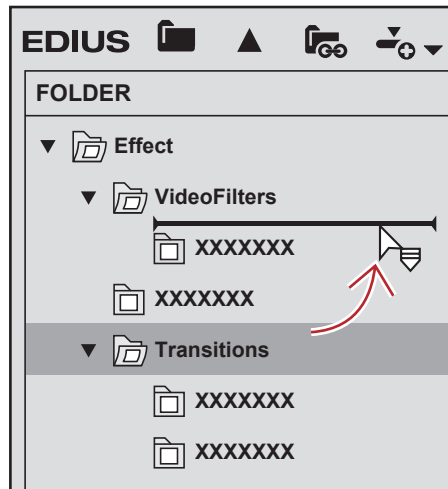 EDIUS
FOLDER
Effect
VideoFilters
XXXXXXX
XXXXXXX
Transitions
XXXXXXX
XXXXXXX